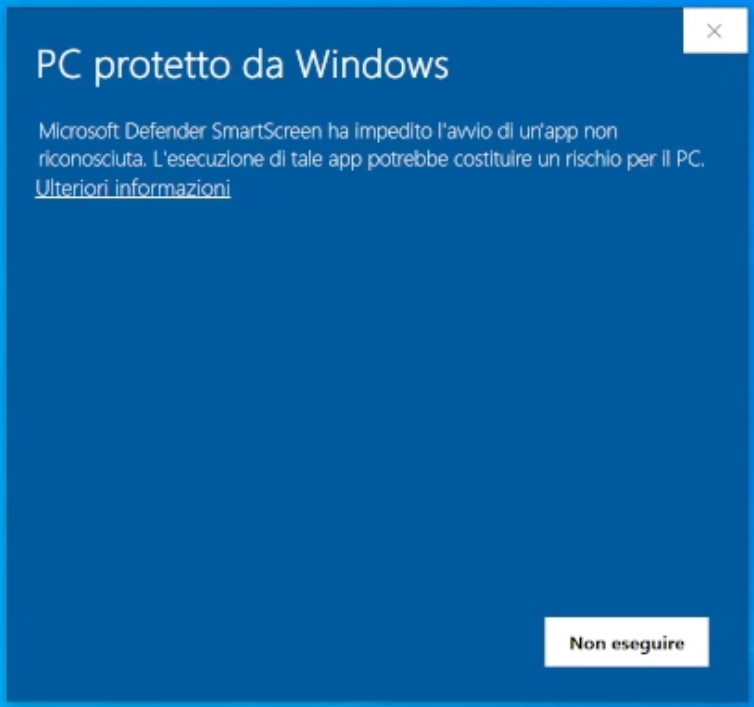 PC protetto da Windows
Microsoft Defender SmartScreen ha impedito l'avvio di un'app non
riconosciuta. L'esecuzione di tale app potrebbe costituire un rischio per il PC.
Ulteriori informazioni
Non eseguire